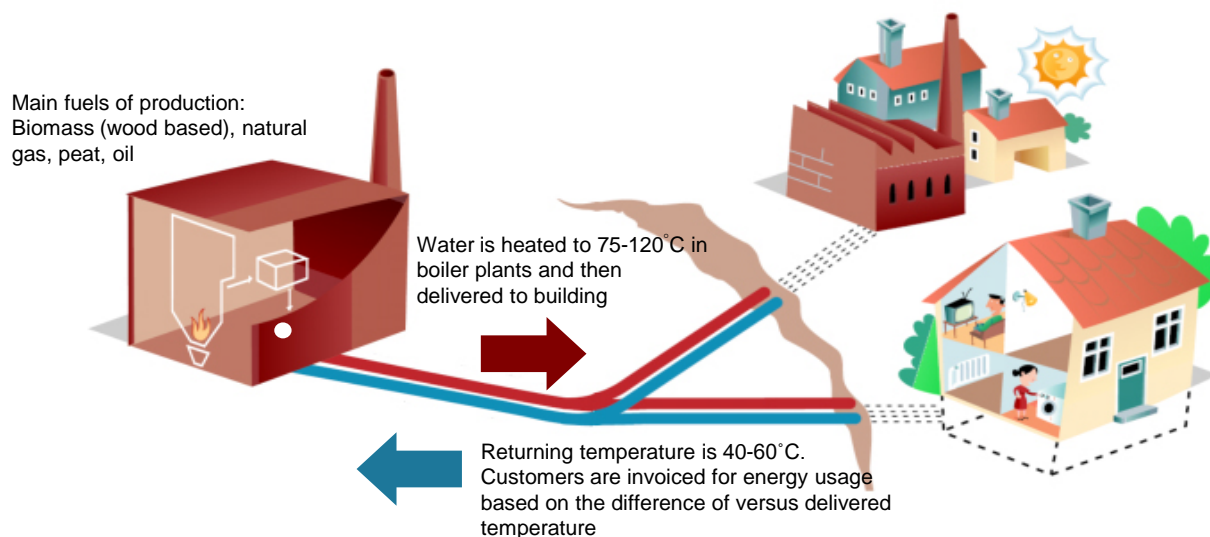 Main fuels of production:
Biomass (wood based), natural
gas, peat, oil
Water is heated to 75-120°C in
boiler plants and then
delivered to building
Returning temperature is 40-60°C.
Customers are invoiced for energy usage
based on the difference of versus delivered
temperature